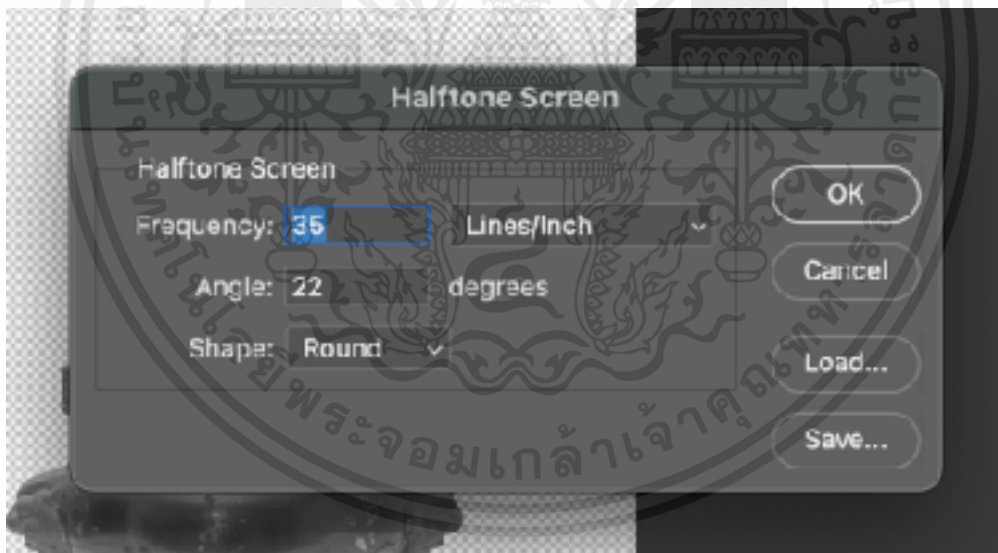 Halftone Screen
Halftone Screen
Frequency: 35 Lines/Inch
Angle: 22 degrees
Shape: Round
OK
Cancel
Load...
Save...
พระจอมเกล้าเจ้าคุณทหาร